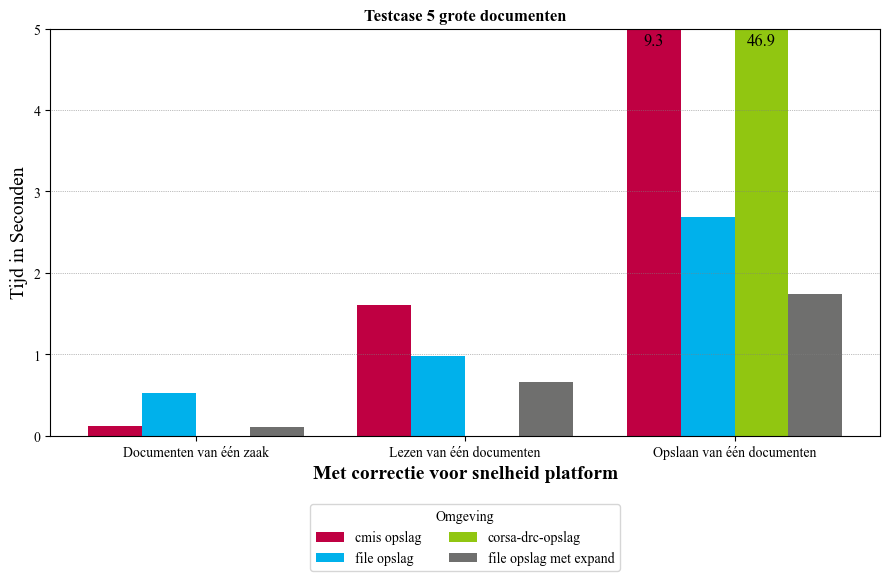 Testcase 5 grote documenten
Tijd in Seconden
5
4
3
2
1
0
9.3
46.9
Documenten van één zaak
Lezen van één documenten
Opslaan van één documenten
Met correctie voor snelheid platform
Omgeving
cmis opslag
file opslag
corsa-drc-opslag
file opslag met expand